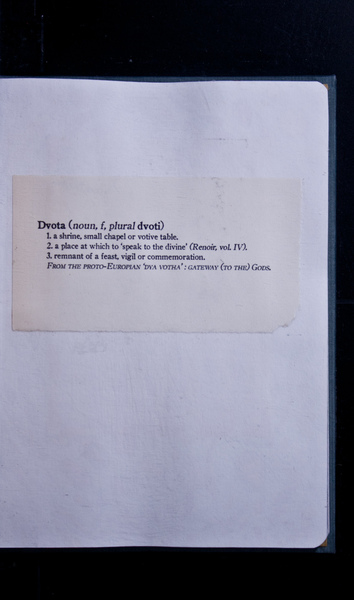 Dvota (noun, f, plural dvoti)
1. a shrine, small chapel or votive table.
2. a place at which to 'speak to the divine' (Renoir, vol. IV).
3. remnant of a feast, vigil or commemoration.
FROM THE PROTO-EUROPIAN 'DYA VOTHA' : GATEWAY (TO THE) GODS.